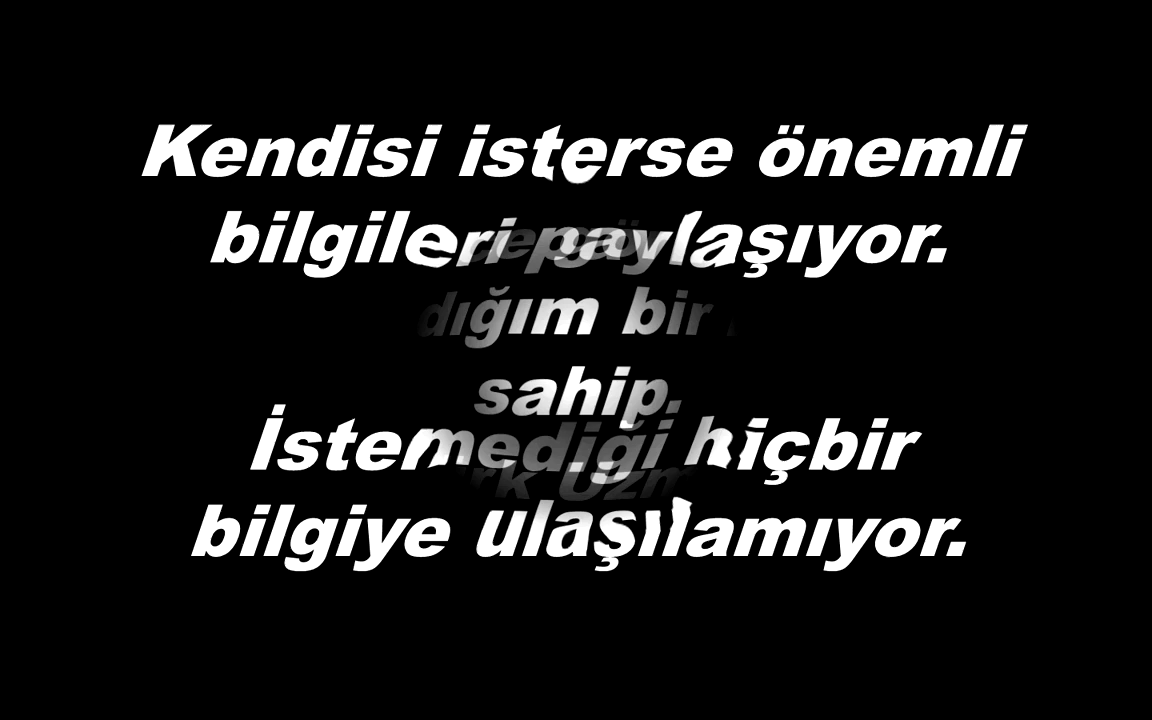 Kendisi isterse önemli
bilgileri paylaşıyor.
dığım bir
sahip.
İstemediği hiçbir
bilgiye ulaşılamıyor.